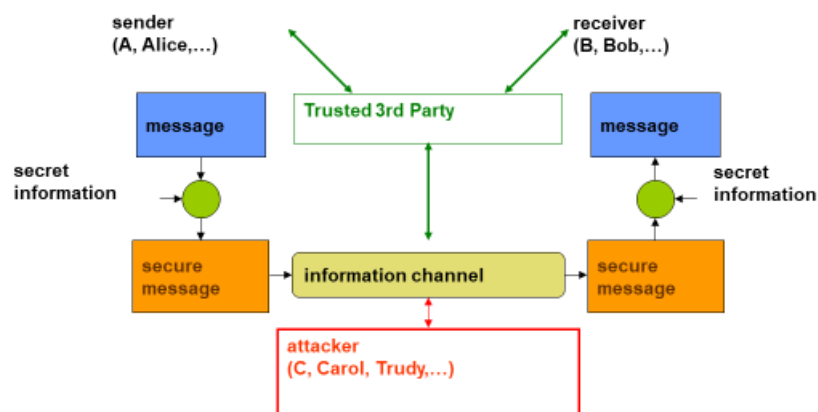 sender
(A, Alice,...)
receiver
(B, Bob,...)
message
Trusted 3rd Party
message
secret
information
secret
information
secure
message
information channel
secure
message
attacker
(C, Carol, Trudy,...)